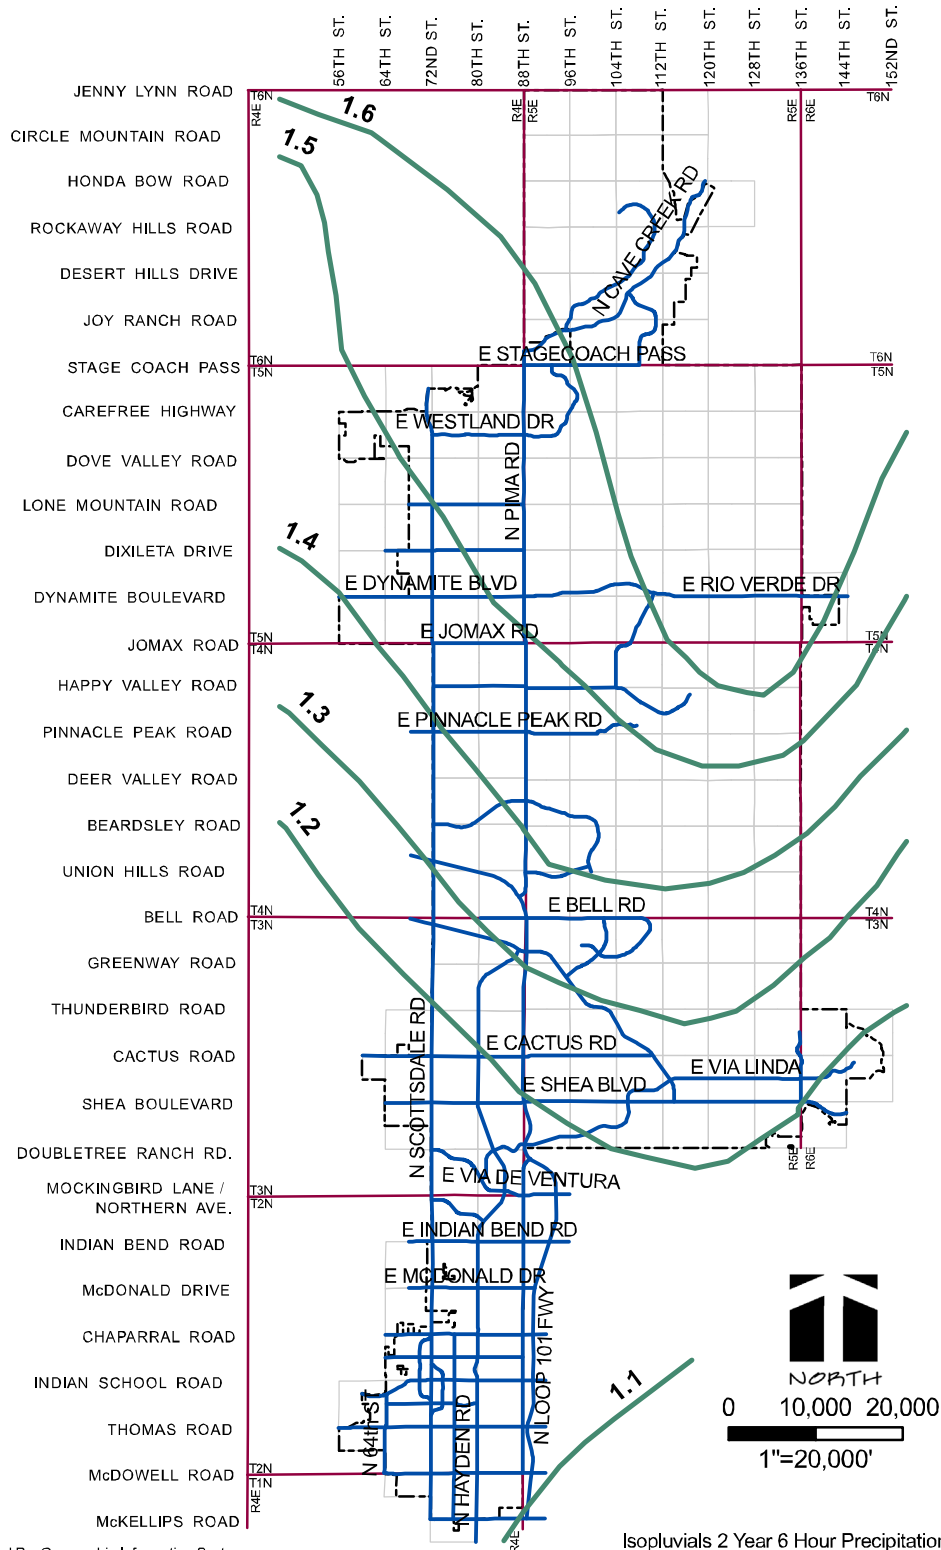 56TH ST.
64TH ST.
72ND ST.
80TH ST.
88TH ST.
96TH ST.
104TH ST.
112TH ST.
120TH ST.
128TH ST.
136TH ST.
144TH ST.
152ND ST.
JENNY LYNN ROAD
T6N
R4E
R4E
R5E
R5E
R6E
T6N
1.6
CIRCLE MOUNTAIN ROAD
1.5
HONDA BOW ROAD
N CAVE CREEK RD
ROCKAWAY HILLS ROAD
DESERT HILLS DRIVE
JOY RANCH ROAD
E STAGECOACH PASS
STAGE COACH PASS
T6N
T5N
T6N
T5N
CAREFREE HIGHWAY
E WESTLAND DR
DOVE VALLEY ROAD
N PIMA RD
LONE MOUNTAIN ROAD
1.4
DIXILETA DRIVE
E DYNAMITE BLVD
E RIO VERDE DR
DYNAMITE BOULEVARD
E JOMAX RD
JOMAX ROAD
T5N
T4N
T5N
T4N
HAPPY VALLEY ROAD
1.3
E PINNACLE PEAK RD
PINNACLE PEAK ROAD
DEER VALLEY ROAD
1.2
BEARDSLEY ROAD
UNION HILLS ROAD
E BELL RD
BELL ROAD
T4N
T3N
T4N
T3N
GREENWAY ROAD
THUNDERBIRD ROAD
N SCOTTSDALE RD
E CACTUS RD
CACTUS ROAD
E VIA LINDA
E SHEA BLVD
SHEA BOULEVARD
DOUBLETREE RANCH RD.
R5E
R6E
E VIA DE VENTURA
MOCKINGBIRD LANE /
NORTHERN AVE.
T3N
T2N
E INDIAN BEND RD
INDIAN BEND ROAD
E MCDONALD DR
McDONALD DRIVE
N LOOP 101 FWY
CHAPARRAL ROAD
1.1
NORTH
INDIAN SCHOOL ROAD
N 64th ST
N HAYDEN RD
0 10,000 20,000
THOMAS ROAD
1"=20,000'
McDOWELL ROAD
T2N
T1N
R4E
McKELLIPS ROAD
R4E
Isopluvials 2 Year 6 Hour Precipitation